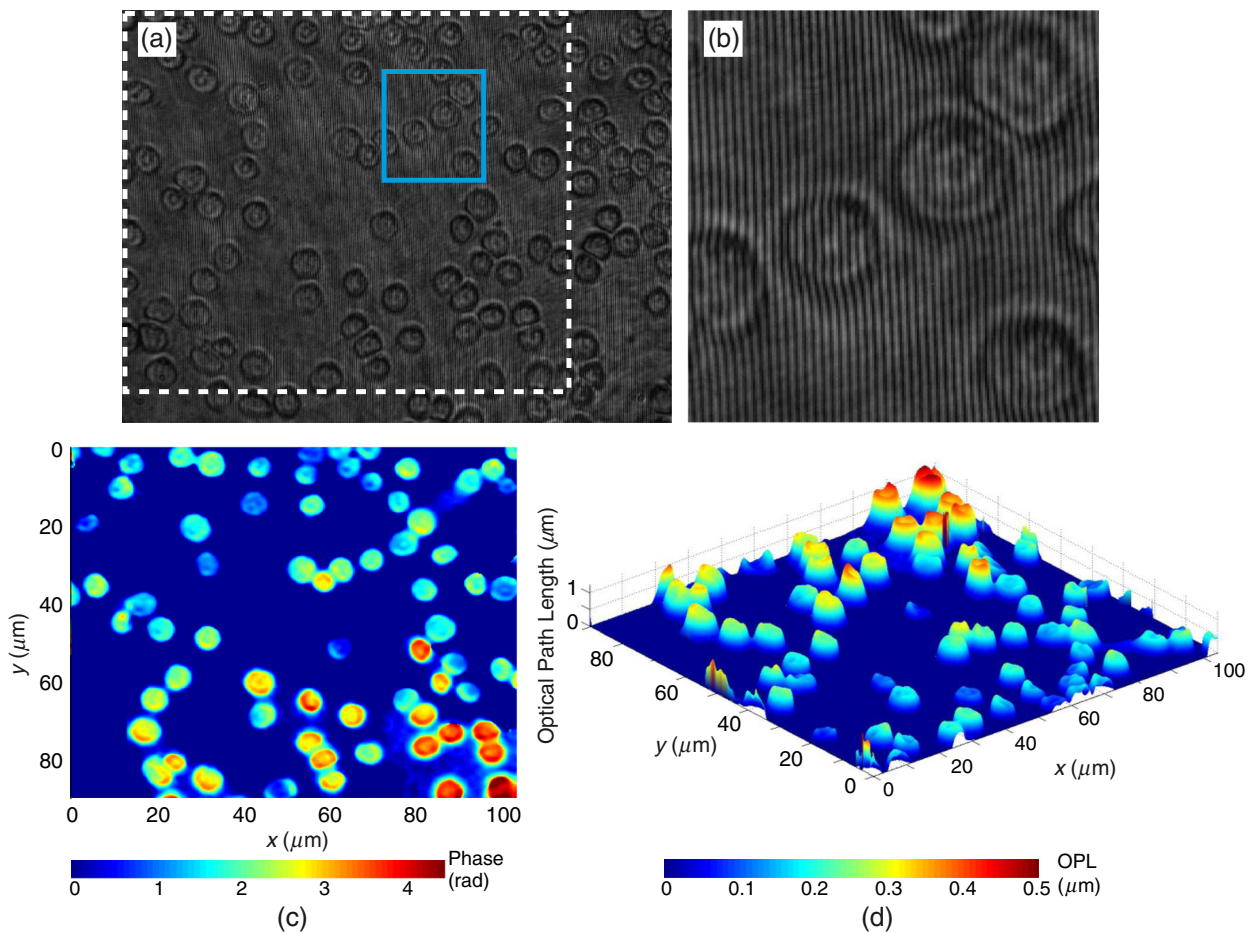 (a)
(b)
0
20
40
60
80
y (μm)
0 20 40 60 80 100
x (μm)
0 1 2 3 4
Phase
(rad)
(c)
Optical Path Length (μm)
1
0
80
60
40
20
0
y (μm)
0
20
40
60
80
100
x (μm)
0 0.1 0.2 0.3 0.4 0.5
OPL
(μm)
(d)